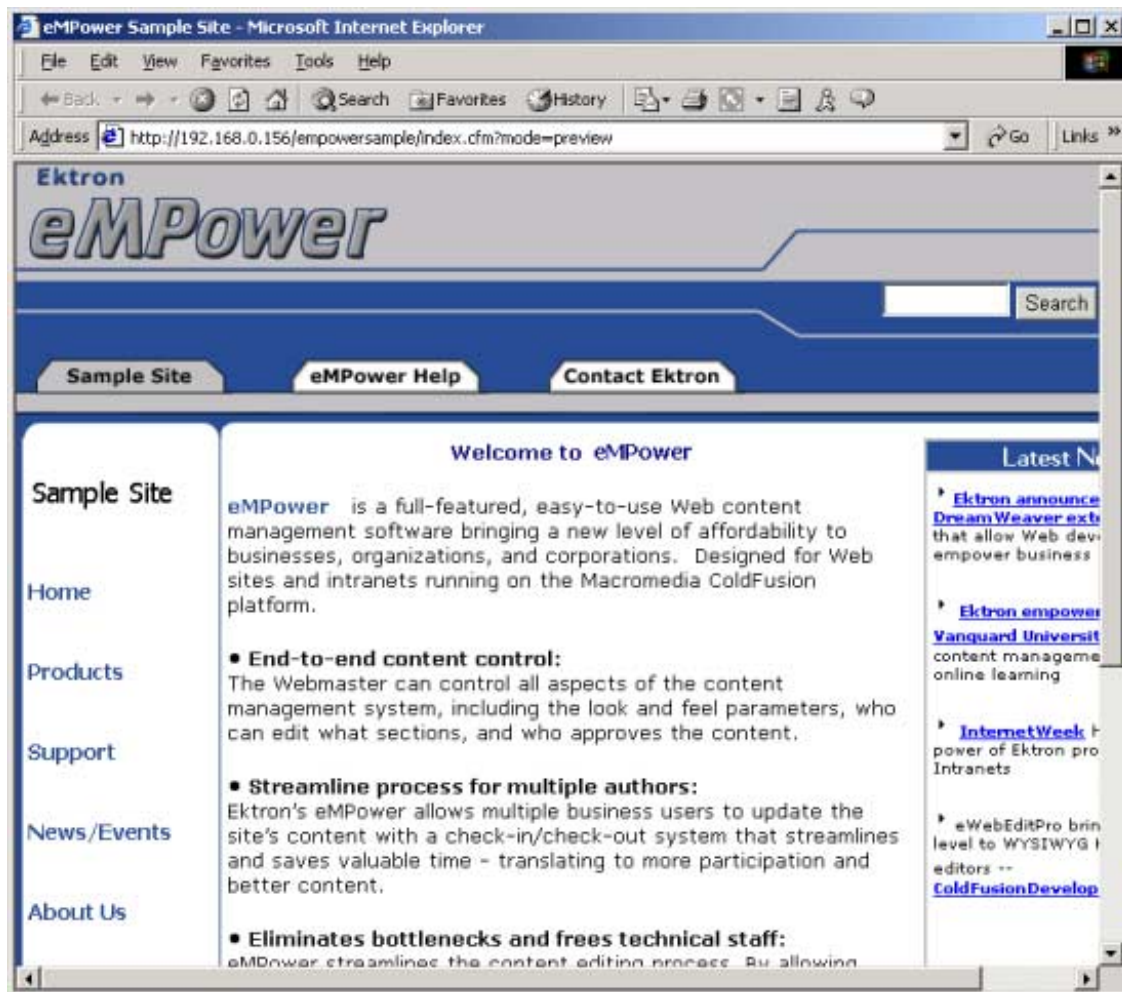 eMPower Sample Site - Microsoft Internet Explorer
File Edit View Favorites Tools Help
Back Search Favorites History
Address http://192.168.0.156/empowersample/index.cfm?mode=preview Go Links »
Ektron
eMPower
Search
Sample Site eMPower Help Contact Ektron
Sample Site
Home
Products
Support
News/Events
About Us
Welcome to eMPower
eMPower is a full-featured, easy-to-use Web content
management software bringing a new level of affordability to
businesses, organizations, and corporations. Designed for Web
sites and intranets running on the Macromedia ColdFusion
platform.
• End-to-end content control:
The Webmaster can control all aspects of the content
management system, including the look and feel parameters, who
can edit what sections, and who approves the content.
• Streamline process for multiple authors:
Ektron's eMPower allows multiple business users to update the
site's content with a check-in/check-out system that streamlines
and saves valuable time - translating to more participation and
better content.
• Eliminates bottlenecks and frees technical staff:
eMPower streamlines the content editing process. By allowing
Latest
Ektron announce
DreamWeaver
that allow Web
empover business
Ektron empower
Vanguard Universit
content manageme
online learning
InternetWeek
power of Ektron pro
Intranets
eWebEditPro brin
level to WYSIWYG
editors --
ColdFusionDevelop